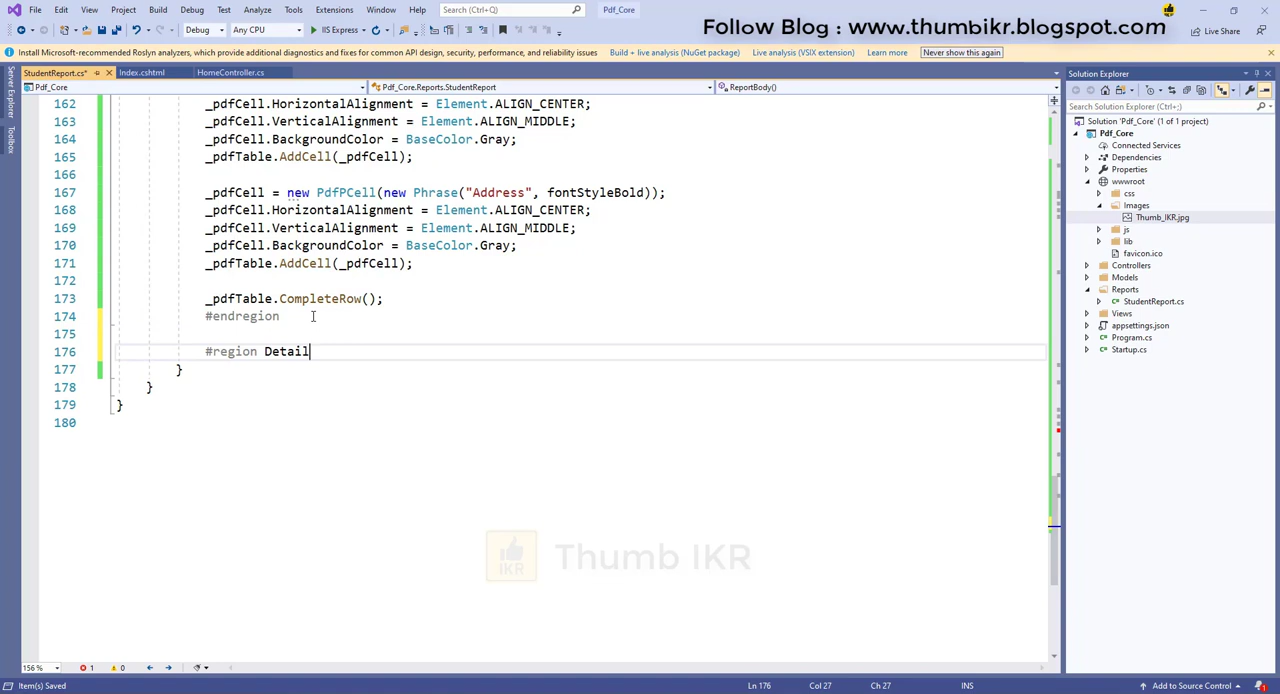 File Edit View Project Build Debug Test Analyze Tools Extensions Window Help Search (Ctrl+Q) Pdf_Core
Follow Blog : www.thumbikr.blogspot.com
Debug Any CPU IIS Express Live Share
Install Microsoft-recommended Roslyn analyzers, which provide additional diagnostics and fixes for common API design, security, performance, and reliability issues Build + live analysis (NuGet package) Live analysis (VSIX extension) Learn more Never show this again
Server Explorer
Toolbox
StudentReport.cs* Index.cshtml HomeController.cs
Pdf_Core Pdf_Core.Reports.StudentReport ReportBody()
162 _pdfCell.HorizontalAlignment = Element.ALIGN_CENTER;
163 _pdfCell.VerticalAlignment = Element.ALIGN_MIDDLE;
164 _pdfCell.BackgroundColor = BaseColor.Gray;
165 _pdfTable.AddCell(_pdfCell);
166
167 _pdfCell = new PdfPCell(new Phrase("Address", fontStyleBold));
168 _pdfCell.HorizontalAlignment = Element.ALIGN_CENTER;
169 _pdfCell.VerticalAlignment = Element.ALIGN_MIDDLE;
170 _pdfCell.BackgroundColor = BaseColor.Gray;
171 _pdfTable.AddCell(_pdfCell);
172
173 _pdfTable.CompleteRow();
174 #endregion
175
176 #region Detail
177 }
178 }
179 }
180
IKR Thumb IKR
Solution Explorer
Search Solution Explorer (Ctrl+;)
Solution 'Pdf_Core' (1 of 1 project)
Pdf_Core
Connected Services
Dependencies
Properties
wwwroot
css
Images
Thumb_IKR.jpg
js
lib
favicon.ico
Controllers
Models
Reports
StudentReport.cs
Views
appsettings.json
Program.cs
Startup.cs
156 % 1 0
Item(s) Saved Ln 176 Col 27 Ch 27 INS Add to Source Control 1